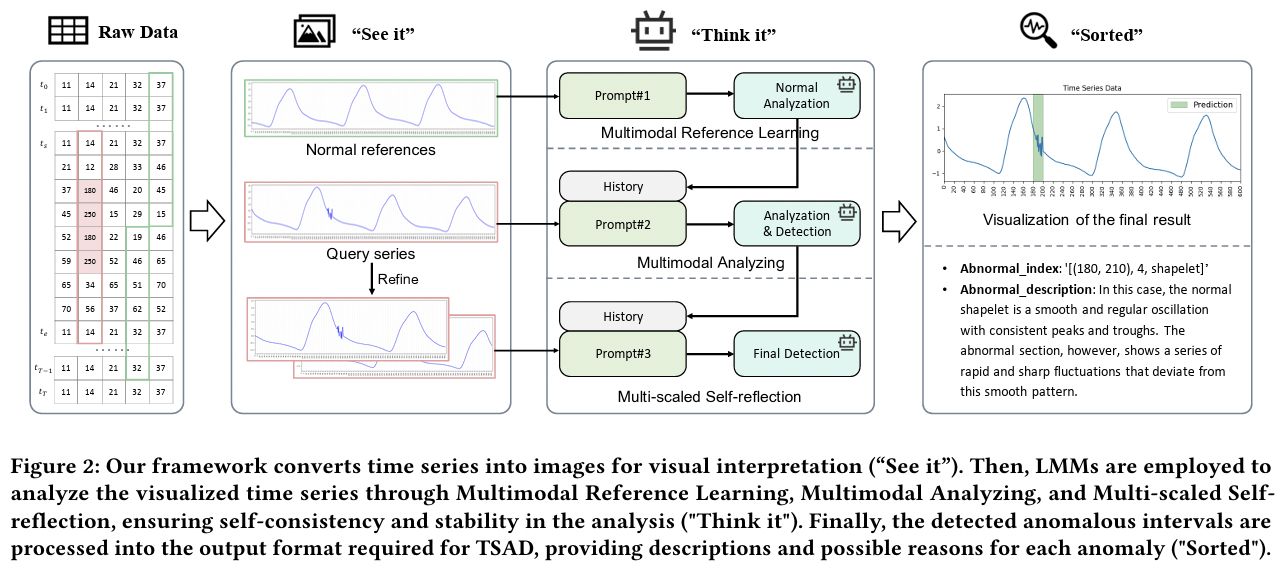 Raw Data
“See it”
“Think it”
“Sorted”
t0 11 14 21 32 37
t1 11 14 21 32 37
......
ts 11 14 21 32 37
21 12 28 33 46
37 180 46 20 45
45 250 15 29 15
52 180 22 19 46
59 250 52 46 65
65 34 65 51 70
70 56 37 62 52
te 11 14 21 32 37
......
tT−1 11 14 21 32 37
tT 11 14 21 32 37
Normal references
Query series
Refine
Prompt#1
Normal
Analyzation
Multimodal Reference Learning
History
Prompt#2
Analyzation
& Detection
Multimodal Analyzing
History
Prompt#3
Final Detection
Multi-scaled Self-reflection
Time Series Data
Prediction
2
1
0
−1
0 20 40 60 80 100 120 140 160 180 200 220 240 260 280 300 320 340 360 380 400 420 440 460 480 500 520 540 560 580 600
Visualization of the final result
• Abnormal_index: '[(180, 210), 4, shapelet]’
• Abnormal_description: In this case, the normal
shapelet is a smooth and regular oscillation
with consistent peaks and troughs. The
abnormal section, however, shows a series of
rapid and sharp fluctuations that deviate from
this smooth pattern.
Figure 2: Our framework converts time series into images for visual interpretation (“See it”). Then, LMMs are employed to
analyze the visualized time series through Multimodal Reference Learning, Multimodal Analyzing, and Multi-scaled Self-
reflection, ensuring self-consistency and stability in the analysis ("Think it"). Finally, the detected anomalous intervals are
processed into the output format required for TSAD, providing descriptions and possible reasons for each anomaly ("Sorted").